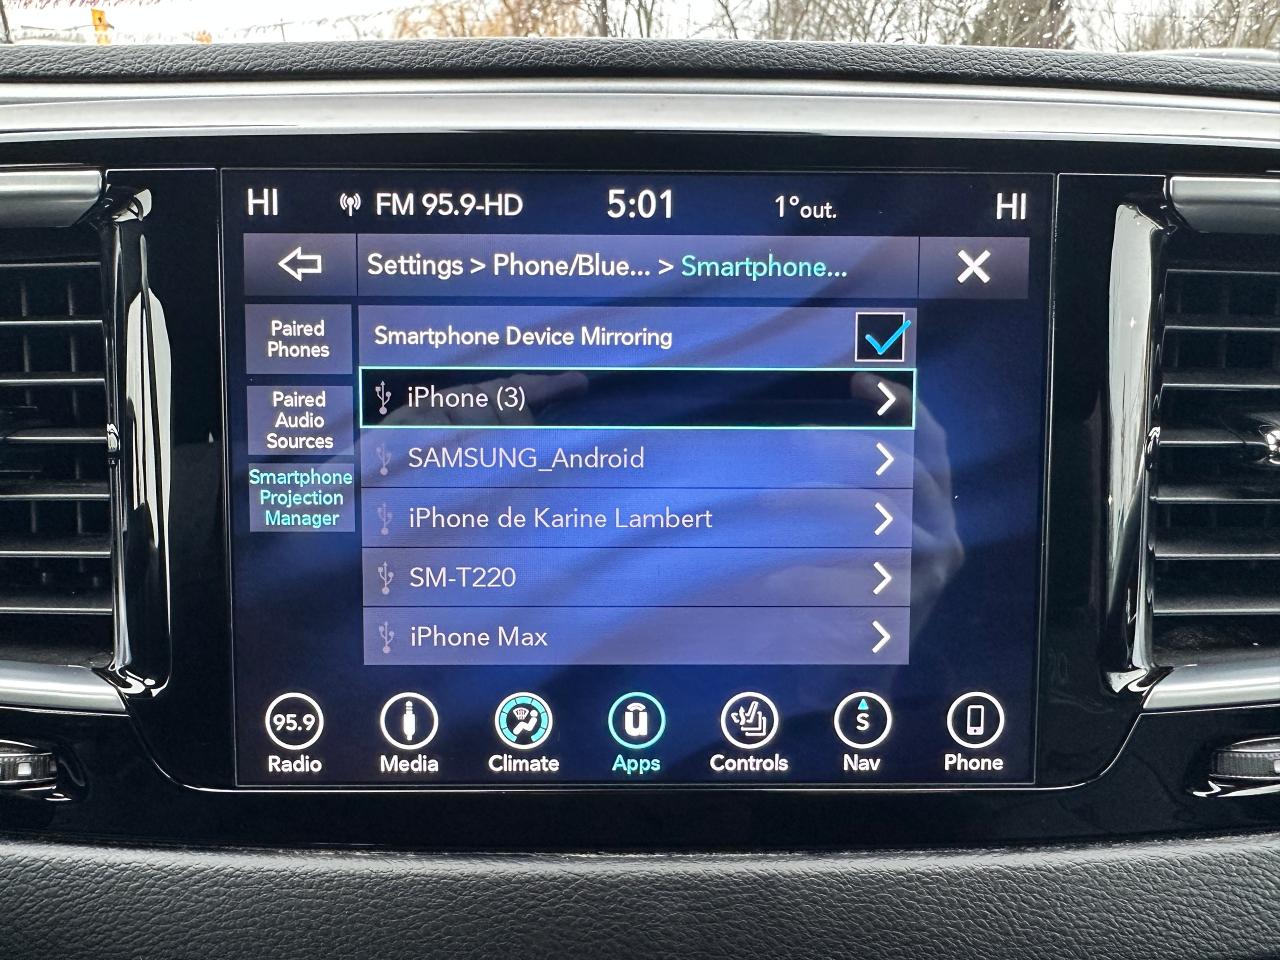 HI FM 95.9-HD 5:01 1°out. HI
Settings > Phone/Blue... > Smartphone...
Paired
Phones
Smartphone Device Mirroring
iPhone (3)
Paired
Audio
Sources
SAMSUNG_Android
Smartphone
Projection
Manager
iPhone de Karine Lambert
SM-T220
iPhone Max
95.9
Radio
Media
Climate
Apps
Controls
S
Nav
Phone